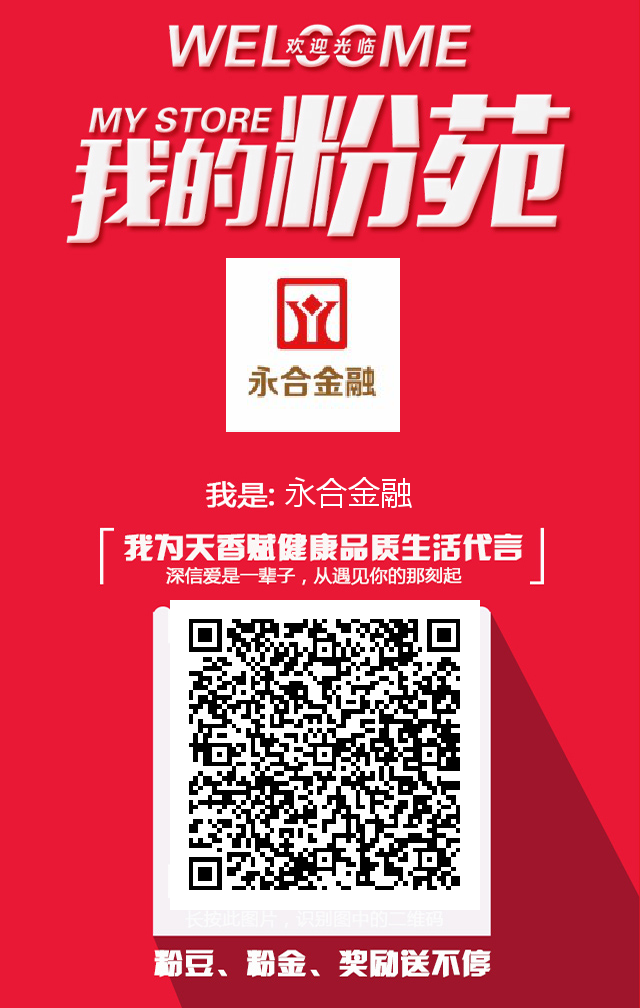 WELCOME
欢迎光临
MY STORE
我的粉苑
永合金融
我是: 永合金融
我为天香赋健康品质生活代言
深信爱是一辈子，从遇见你的那刻起
长按此图片，识别图中的二维码
粉豆、粉金、奖励送不停